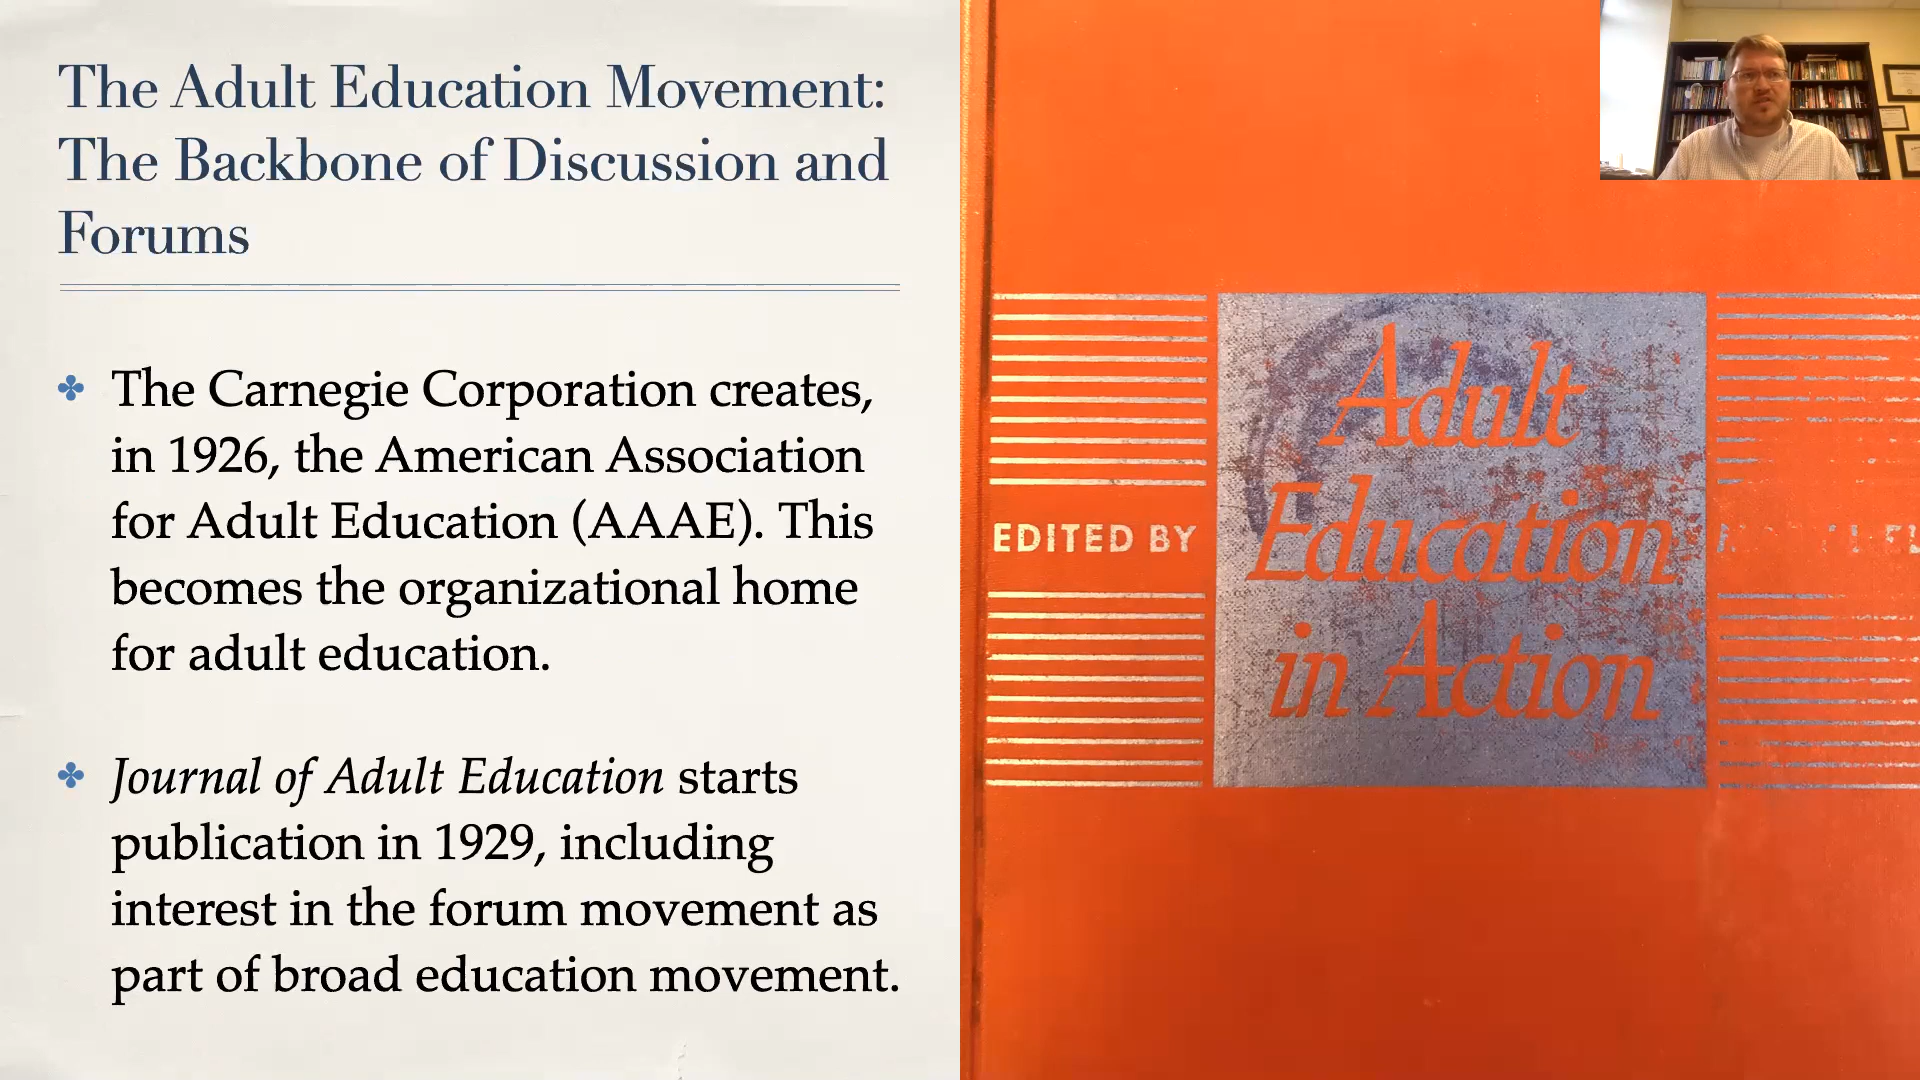 The Adult Education Movement:
The Backbone of Discussion and
Forums
The Carnegie Corporation creates,
in 1926, the American Association
for Adult Education (AAAE). This
becomes the organizational home
for adult education.
Journal of Adult Education starts
publication in 1929, including
interest in the forum movement as
part of broad education movement.
Adult
Education
in Action
EDITED BY